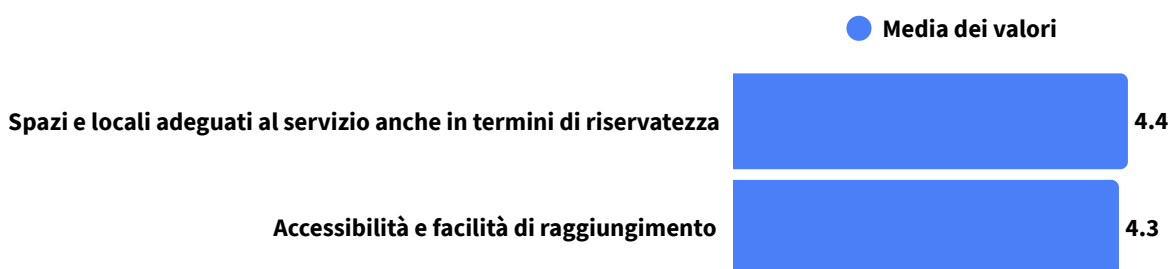 Media dei valori
Spazi e locali adeguati al servizio anche in termini di riservatezza
4.4
Accessibilità e facilità di raggiungimento
4.3